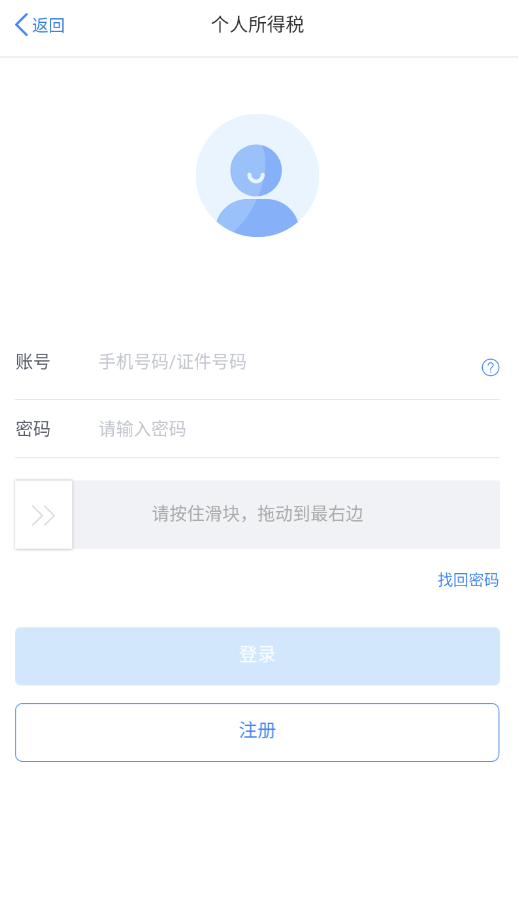 返回
个人所得税
账号 手机号码/证件号码
密码 请输入密码
请按住滑块，拖动到最右边
找回密码
登录
注册